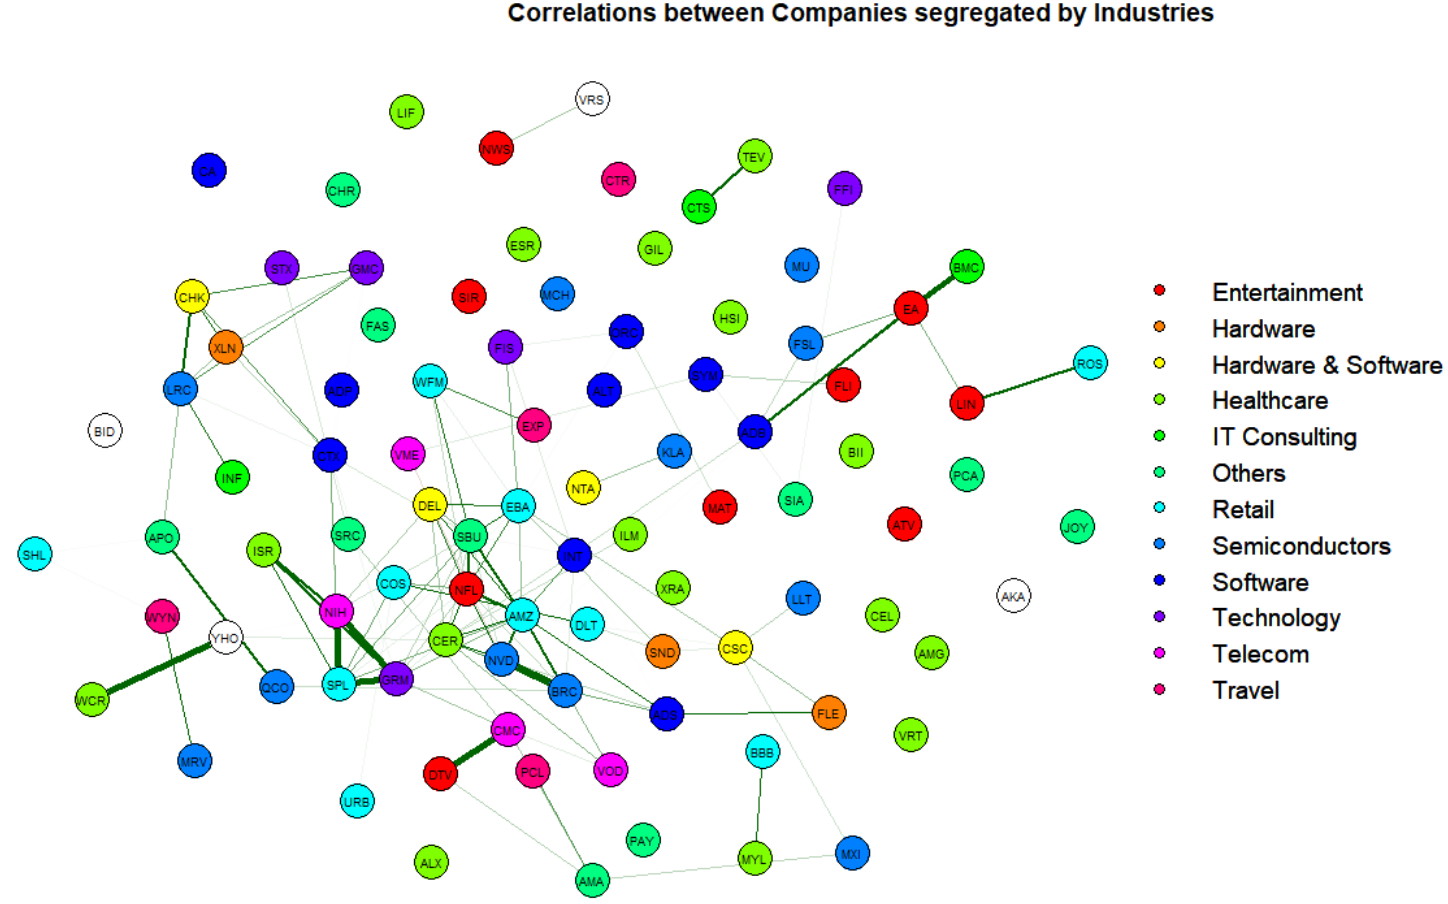 Correlations between Companies segregated by Industries
VRS
LIF
NWS
TEV
CA
CTR
FFI
CHR
CTS
ESR
GIL
STX
GMC
MU
BMC
CHK
SIR
MCH
EA
HSI
FAS
ORC
XLN
FIS
FSL
ROS
WFM
SYM
FLI
LRC
ADP
ALT
LIN
EXP
BID
ADB
VME
KLA
BII
CTX
INF
PCA
NTA
SIA
DEL
EBA
MAT
ATV
JOY
SRC
SBU
ILM
APO
ISR
SHL
INT
COS
NFL
XRA
AKA
LLT
NIH
WYN
AMZ
CEL
DLT
YHO
CER
CSC
SND
AMG
NVD
GRM
SPL
QCO
BRC
WCR
ADS
FLE
CMC
VRT
BBB
MRV
DTV
PCL
VOD
URB
PAY
MXI
MYL
ALX
AMA
Entertainment
Hardware
Hardware & Software
Healthcare
IT Consulting
Others
Retail
Semiconductors
Software
Technology
Telecom
Travel